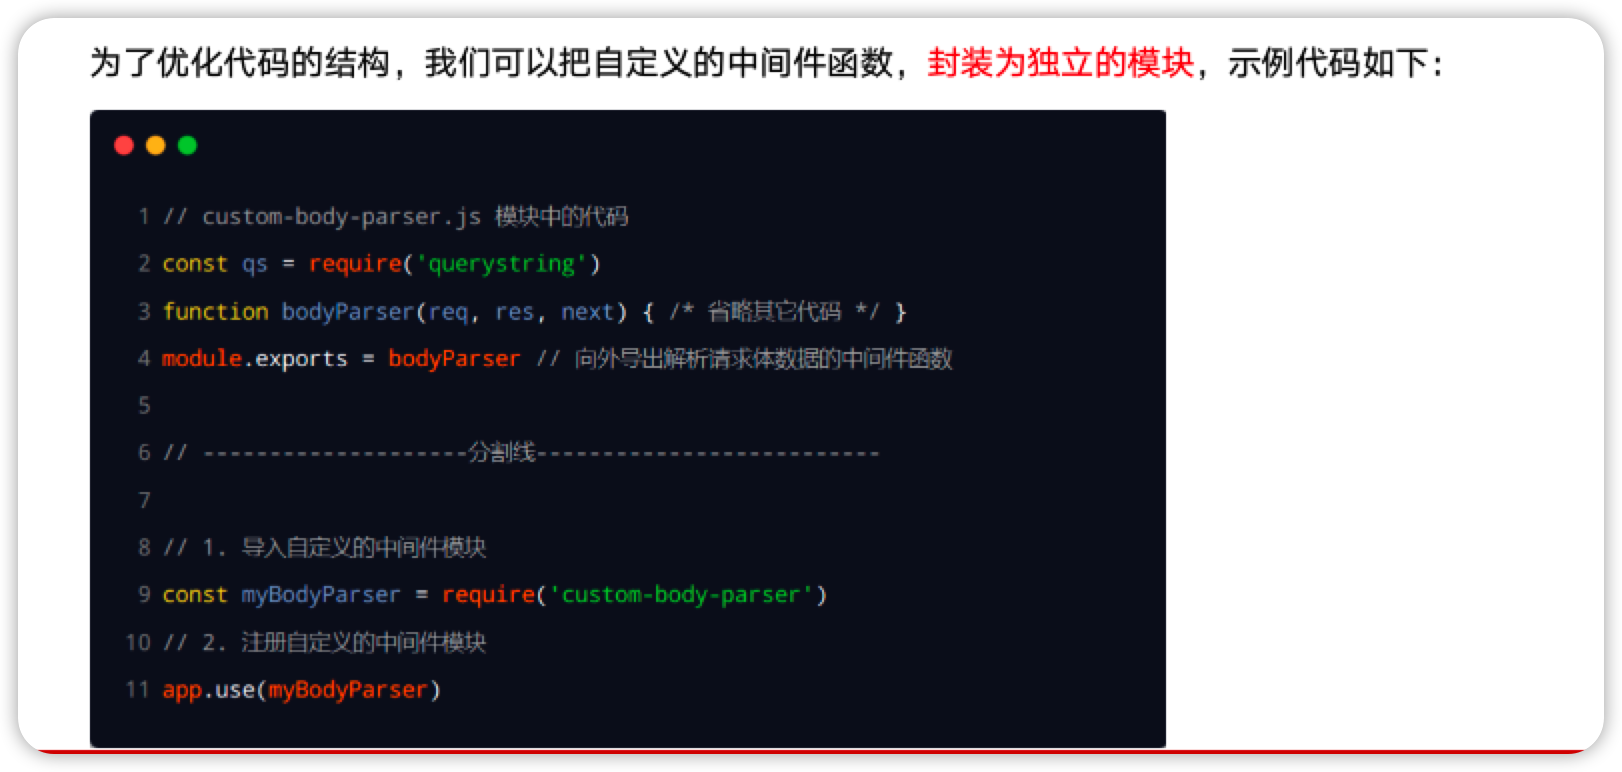 为了优化代码的结构，我们可以把自定义的中间件函数，封装为独立的模块，示例代码如下：
1 // custom-body-parser.js 模块中的代码
2 const qs = require('querystring')
3 function bodyParser(req, res, next) { /* 省略其它代码 */ }
4 module.exports = bodyParser // 向外导出解析请求体数据的中间件函数
5
6 // --------------------分割线--------------------------
7
8 // 1. 导入自定义的中间件模块
9 const myBodyParser = require('custom-body-parser')
10 // 2. 注册自定义的中间件模块
11 app.use(myBodyParser)